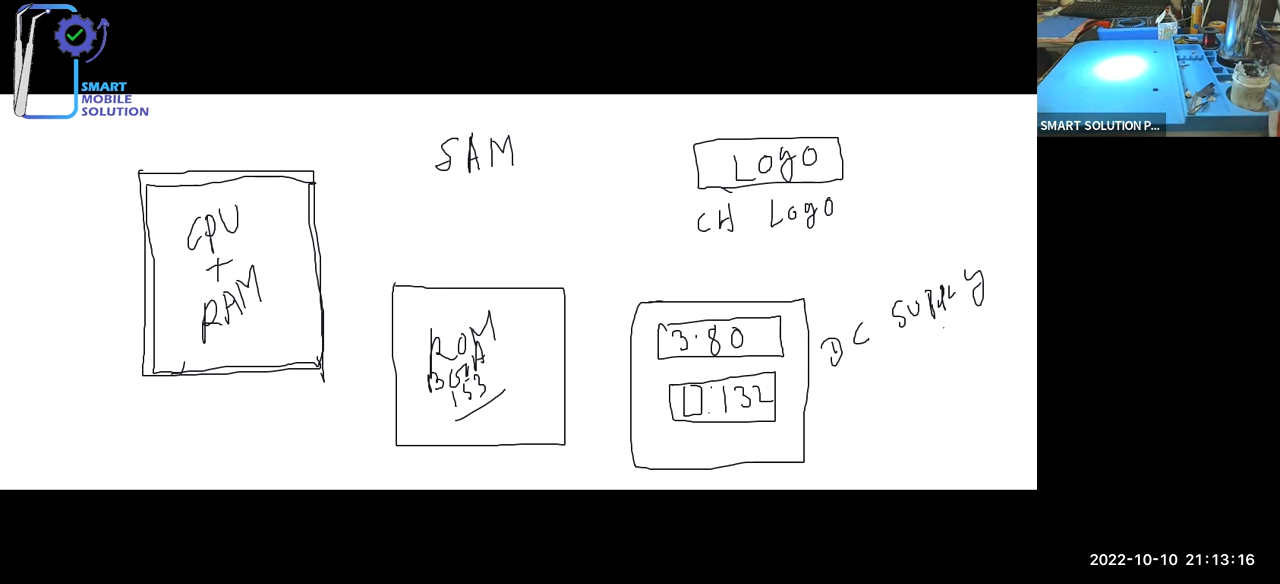 SMART
MOBILE
SOLUTION
SMART SOLUTION P...
SAM
Logo
CH Logo
CPU
+
RAM
ROM
BGA
153
3.80
0.132
DC SUPPLY
2022-10-10 21:13:16